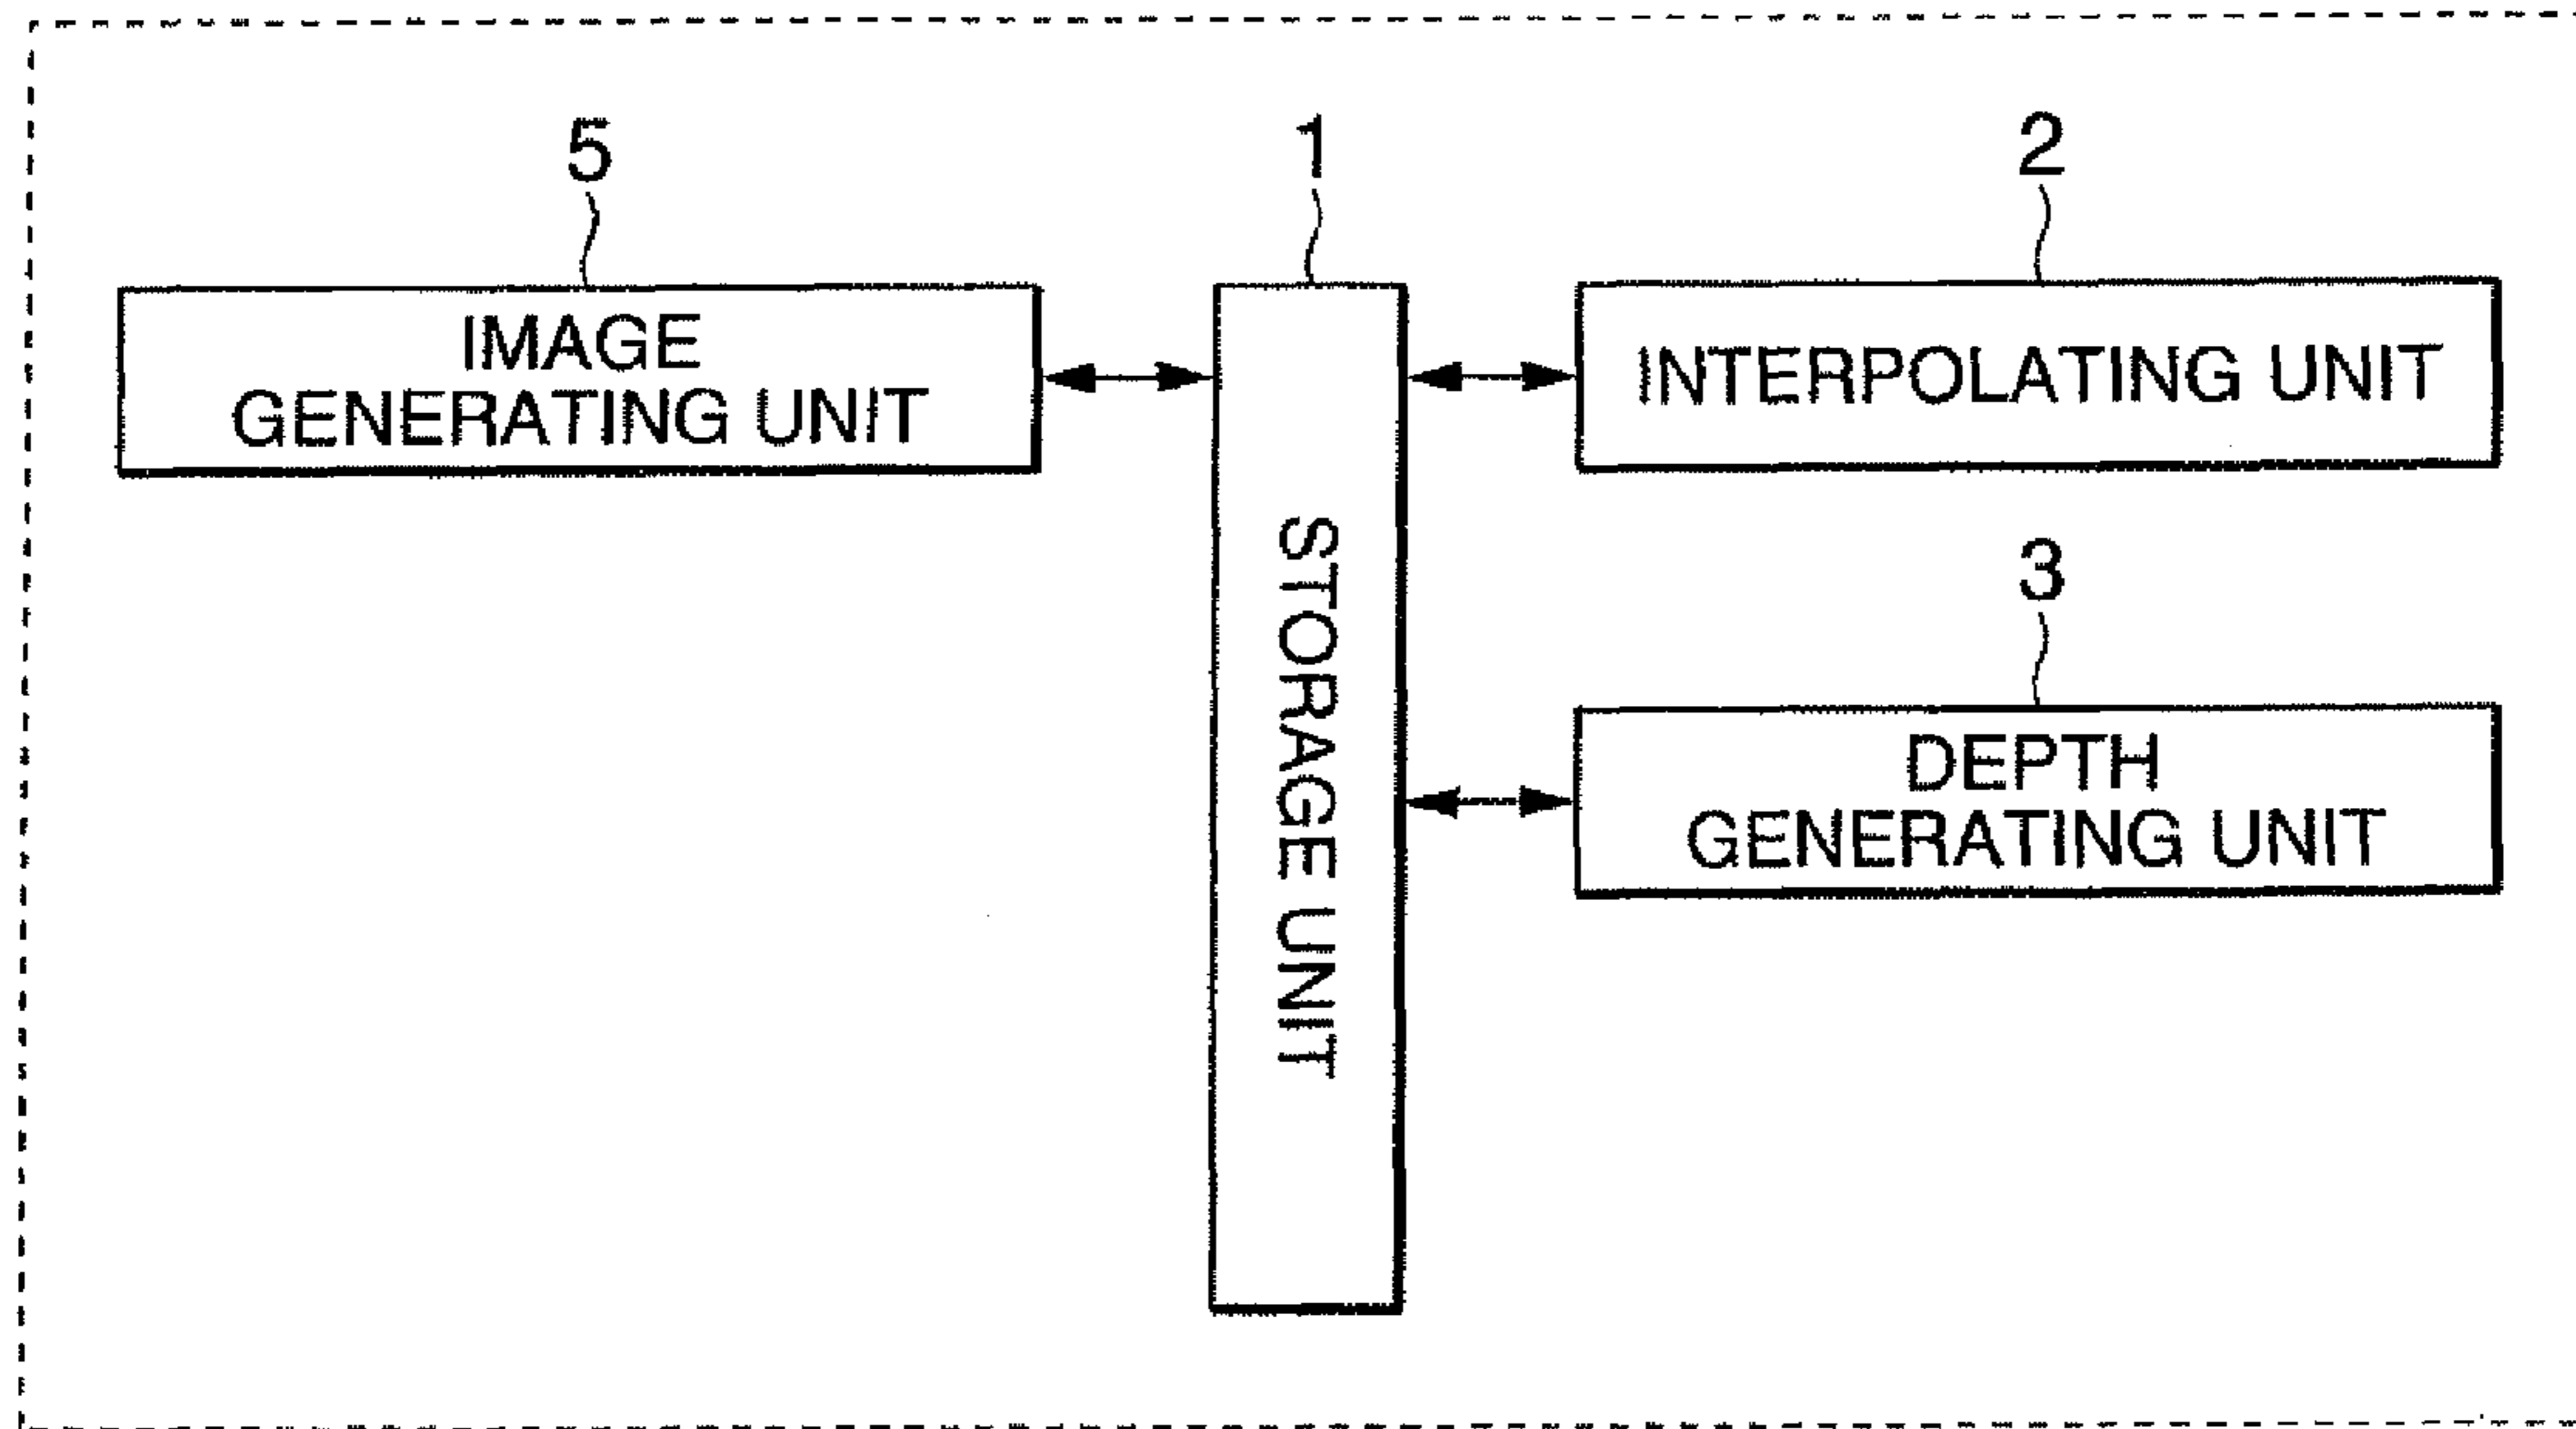 5
IMAGE
GENERATING UNIT
1
STORAGE UNIT
2
INTERPOLATING UNIT
3
DEPTH
GENERATING UNIT